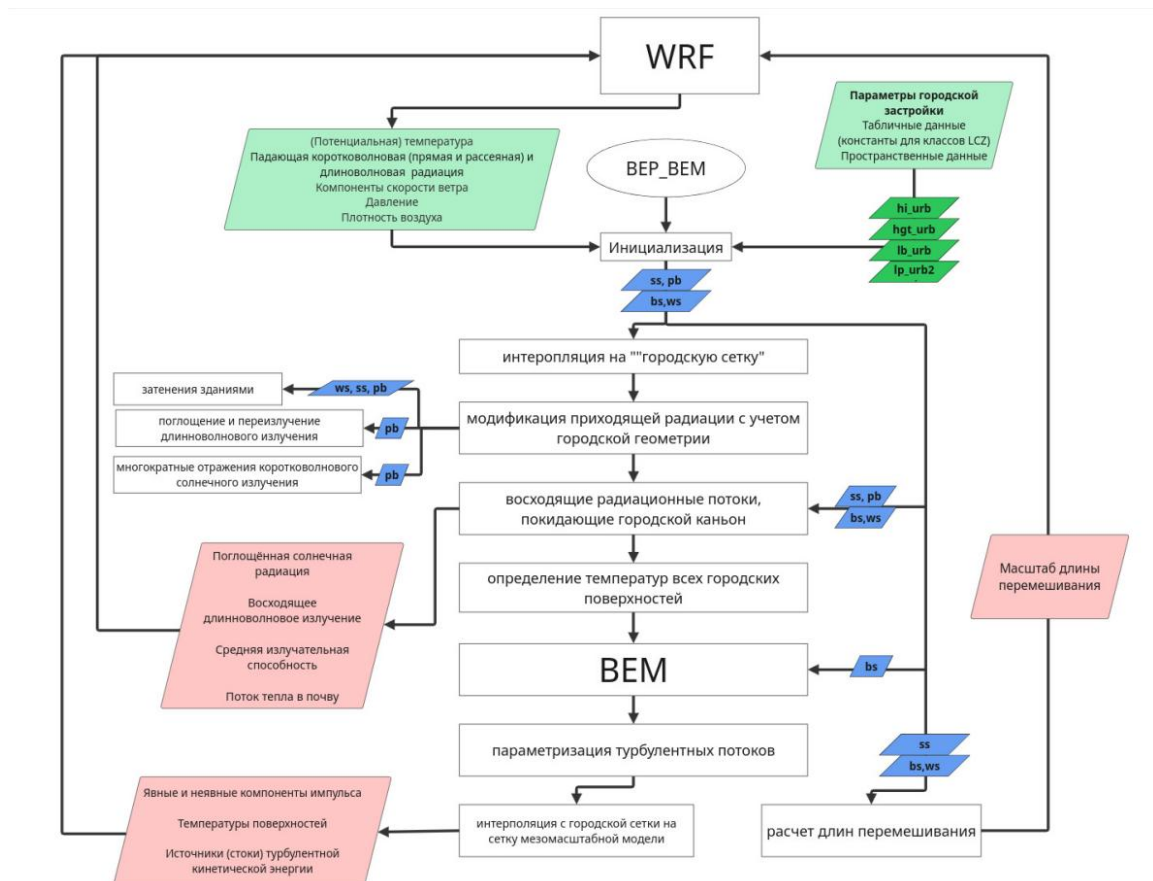 WRF
Параметры городской
застройки
Табличные данные
(константы для классов LCZ)
Пространственные данные
(Потенциальная) температура
Падающая коротковолновая (прямая и рассеяная) и
длиноволновая радиация
Компоненты скорости ветра
Давление
Плотность воздуха
BEP_BEM
hi_urb
hgt_urb
lb_urb
lp_urb2
Инициализация
ss, pb
bs,ws
интеропляция на ""городскую сетку"
затенения зданиями
ws, ss, pb
модификация приходящей радиации с учетом
городской геометрии
поглощение и переизлучение
длинноволнового излучения
pb
многократные отражения коротковолнового
солнечного излучения
pb
восходящие радиационные потоки,
покидающие городской каньон
ss, pb
bs,ws
Поглощённая солнечная
радиация
Восходящее
длинноволновое излучение
Средняя излучательная
способность
Поток тепла в почву
определение температур всех городских
поверхностей
Масштаб длины
перемешивания
BEM
bs
параметризация турбулентных потоков
ss
bs,ws
Явные и неявные компоненты импульса
Температуры поверхностей
Источники (стоки) турбулентной
кинетической энергии
интерполяция с городской сетки на
сетку мезомасштабной модели
расчет длин перемешивания